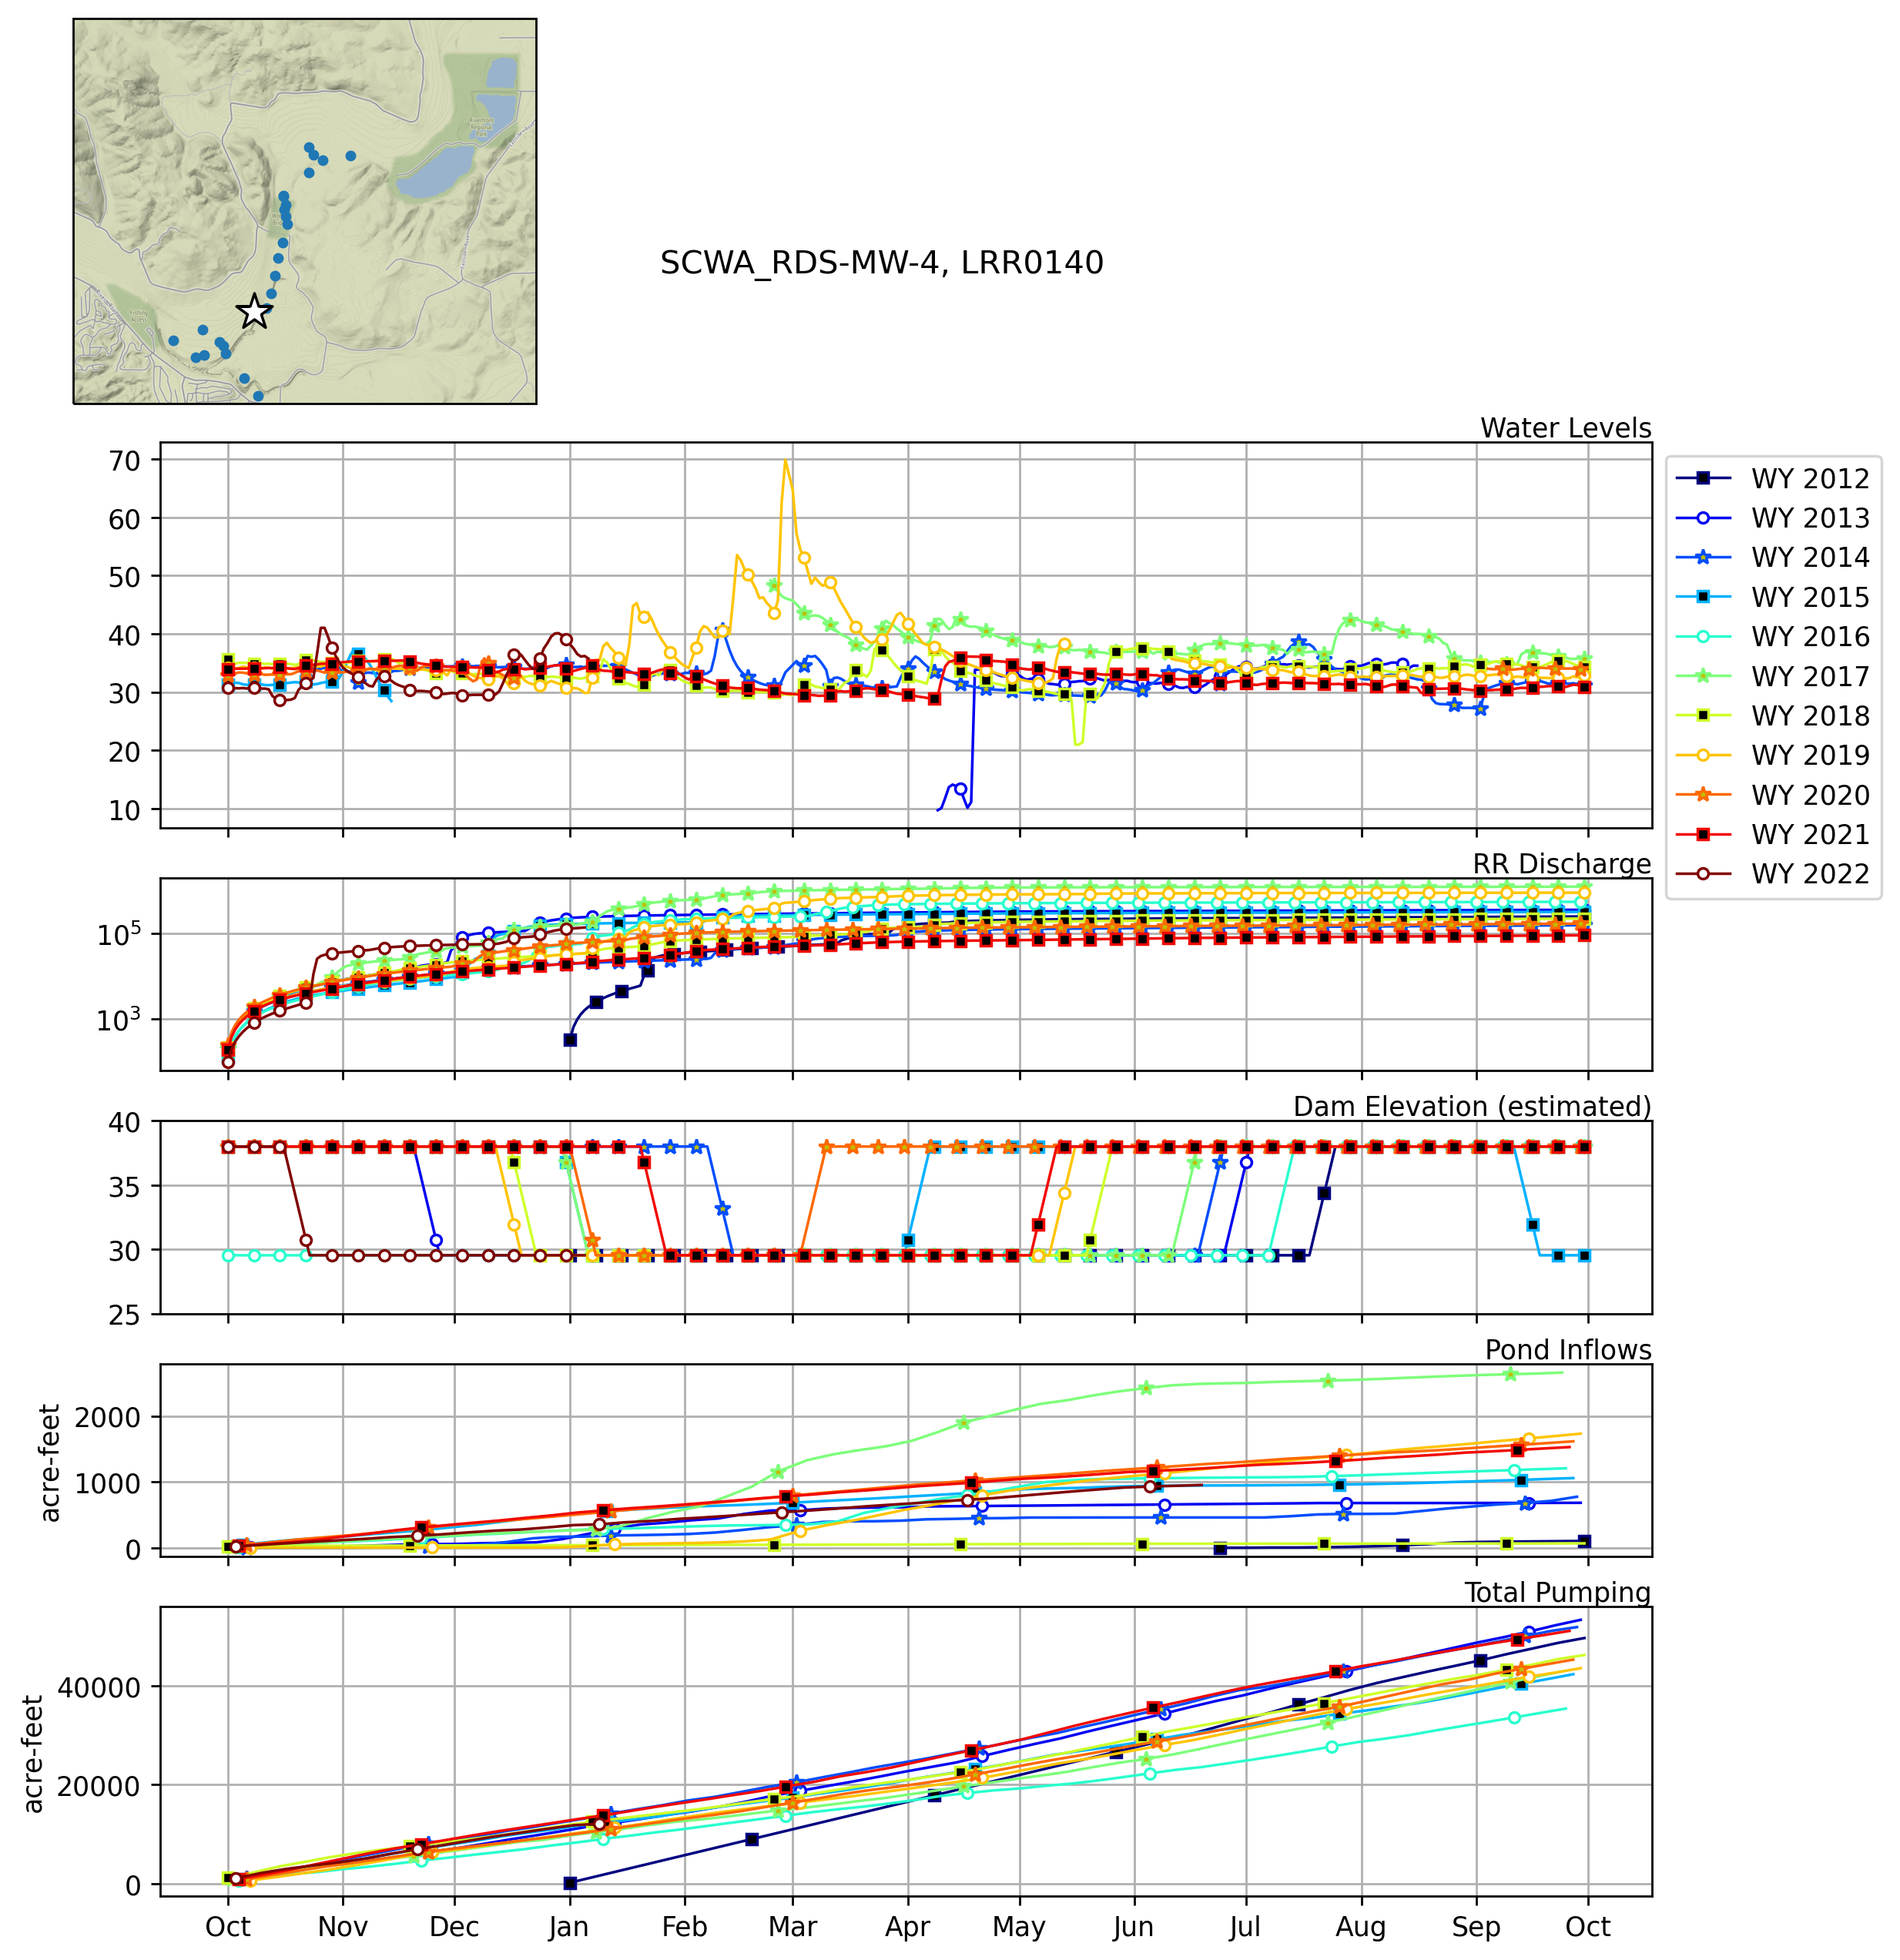 SCWA_RDS-MW-4, LRR0140
Water Levels
70
60
50
40
30
20
10
WY 2012
WY 2013
WY 2014
WY 2015
WY 2016
WY 2017
WY 2018
WY 2019
WY 2020
WY 2021
WY 2022
RR Discharge
10^5
10^3
Dam Elevation (estimated)
40
35
30
25
Pond Inflows
acre-feet
2000
1000
0
Total Pumping
acre-feet
40000
20000
0
Oct Nov Dec Jan Feb Mar Apr May Jun Jul Aug Sep Oct